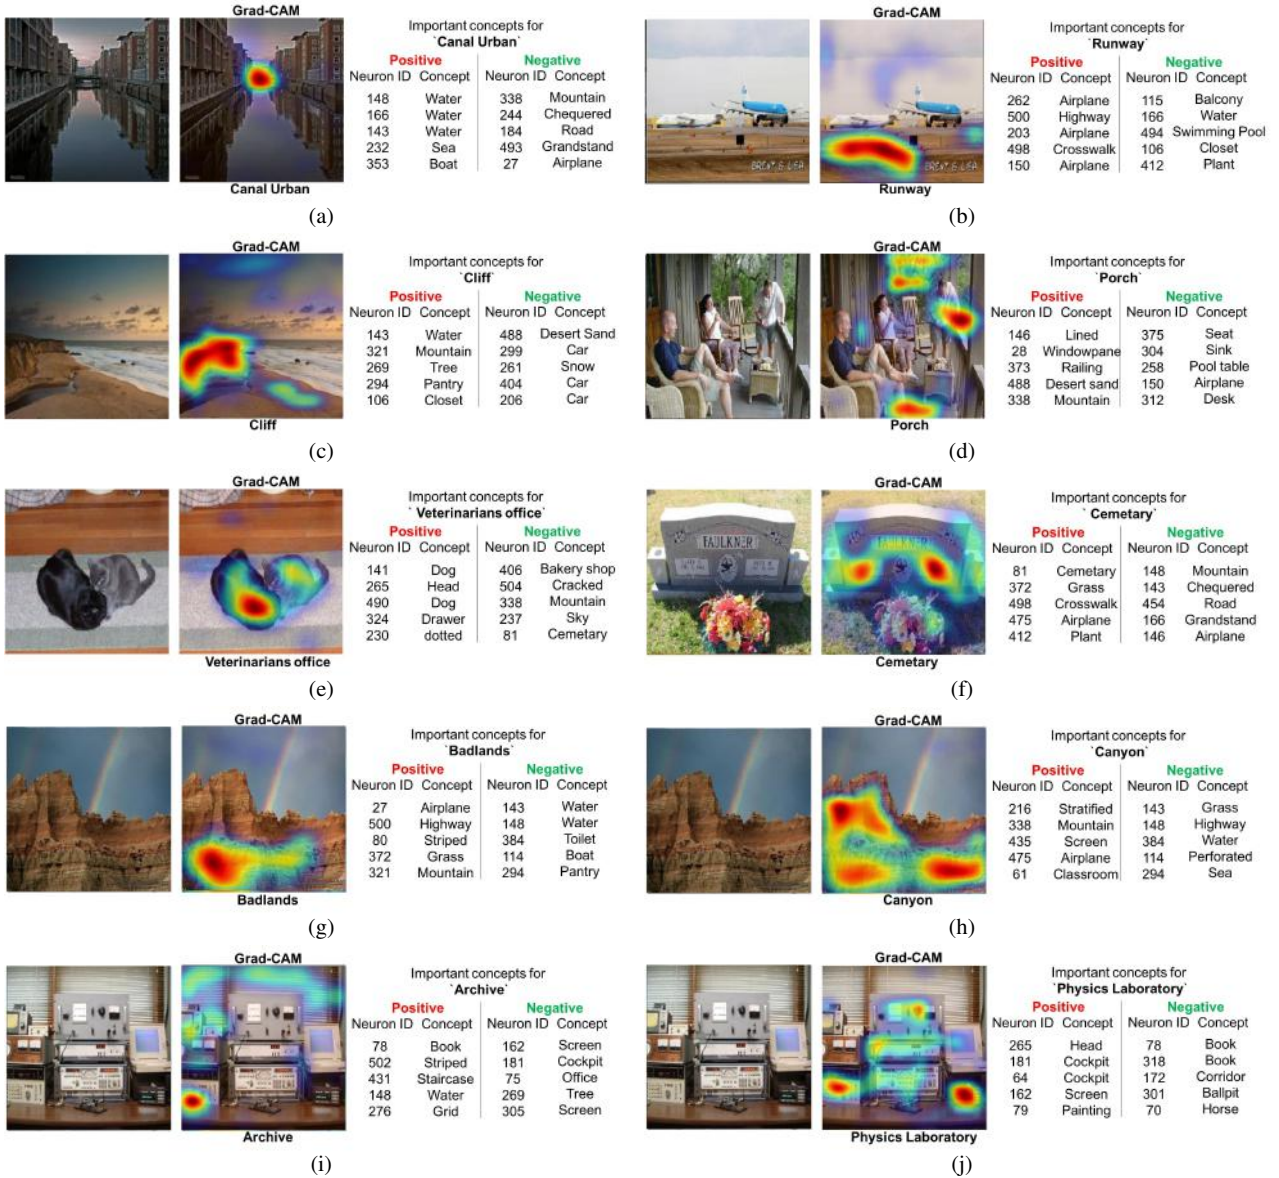 Grad-CAM
Important concepts for
`Canal Urban`
Positive Negative
Neuron ID Concept Neuron ID Concept
148 Water 338 Mountain
166 Water 244 Chequered
143 Water 184 Road
232 Sea 493 Grandstand
353 Boat 27 Airplane
Canal Urban
(a)
Grad-CAM
Important concepts for
`Runway`
Positive Negative
Neuron ID Concept Neuron ID Concept
262 Airplane 115 Balcony
500 Highway 166 Water
203 Airplane 494 Swimming Pool
498 Crosswalk 106 Closet
150 Airplane 412 Plant
BRENT & LISA
BRENT & LISA
Runway
(b)
Grad-CAM
Important concepts for
`Cliff`
Positive Negative
Neuron ID Concept Neuron ID Concept
143 Water 488 Desert Sand
321 Mountain 299 Car
269 Tree 261 Snow
294 Pantry 404 Car
106 Closet 206 Car
Cliff
(c)
Grad-CAM
Important concepts for
`Porch`
Positive Negative
Neuron ID Concept Neuron ID Concept
146 Lined 375 Seat
28 Windowpane 304 Sink
373 Railing 258 Pool table
488 Desert sand 150 Airplane
338 Mountain 312 Desk
Porch
(d)
Grad-CAM
Important concepts for
` Veterinarians office`
Positive Negative
Neuron ID Concept Neuron ID Concept
141 Dog 406 Bakery shop
265 Head 504 Cracked
490 Dog 338 Mountain
324 Drawer 237 Sky
230 dotted 81 Cemetary
Veterinarians office
(e)
Grad-CAM
Important concepts for
` Cemetary`
Positive Negative
Neuron ID Concept Neuron ID Concept
81 Cemetary 148 Mountain
372 Grass 143 Chequered
498 Crosswalk 454 Road
475 Airplane 166 Grandstand
412 Plant 146 Airplane
FAULKNER
FAULKNER
Cemetary
(f)
Grad-CAM
Important concepts for
`Badlands`
Positive Negative
Neuron ID Concept Neuron ID Concept
27 Airplane 143 Water
500 Highway 148 Water
80 Striped 384 Toilet
372 Grass 114 Boat
321 Mountain 294 Pantry
Badlands
(g)
Grad-CAM
Important concepts for
`Canyon`
Positive Negative
Neuron ID Concept Neuron ID Concept
216 Stratified 143 Grass
338 Mountain 148 Highway
435 Screen 384 Water
475 Airplane 114 Perforated
61 Classroom 294 Sea
Canyon
(h)
Grad-CAM
Important concepts for
`Archive`
Positive Negative
Neuron ID Concept Neuron ID Concept
78 Book 162 Screen
502 Striped 181 Cockpit
431 Staircase 75 Office
148 Water 269 Tree
276 Grid 305 Screen
Archive
(i)
Grad-CAM
Important concepts for
`Physics Laboratory`
Positive Negative
Neuron ID Concept Neuron ID Concept
265 Head 78 Book
181 Cockpit 318 Book
64 Cockpit 172 Corridor
162 Screen 301 Ballpit
79 Painting 70 Horse
Physics Laboratory
(j)